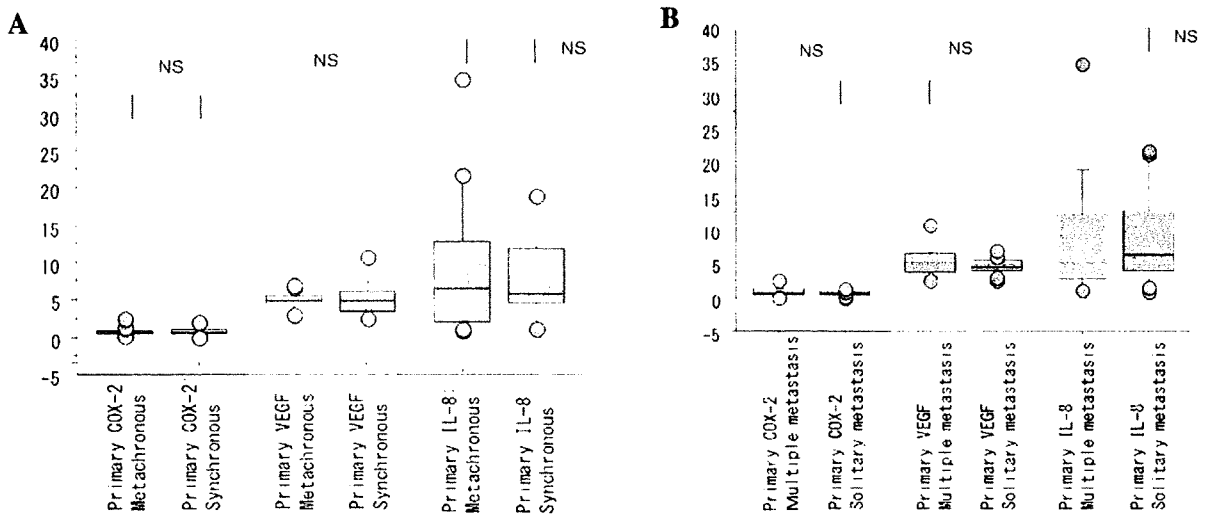 A
40
35
30
25
20
15
10
5
0
-5
NS
NS
NS
Primary COX-2
Metachronous
Primary COX-2
Synchronous
Primary VEGF
Metachronous
Primary VEGF
Synchronous
Primary IL-8
Metachronous
Primary IL-8
Synchronous
B
40
35
30
25
20
15
10
5
0
-5
NS
NS
NS
Primary COX-2
Multiple metastasis
Primary COX-2
Solitary metastasis
Primary VEGF
Multiple metastasis
Primary VEGF
Solitary metastasis
Primary IL-8
Multiple metastasis
Primary IL-8
Solitary metastasis